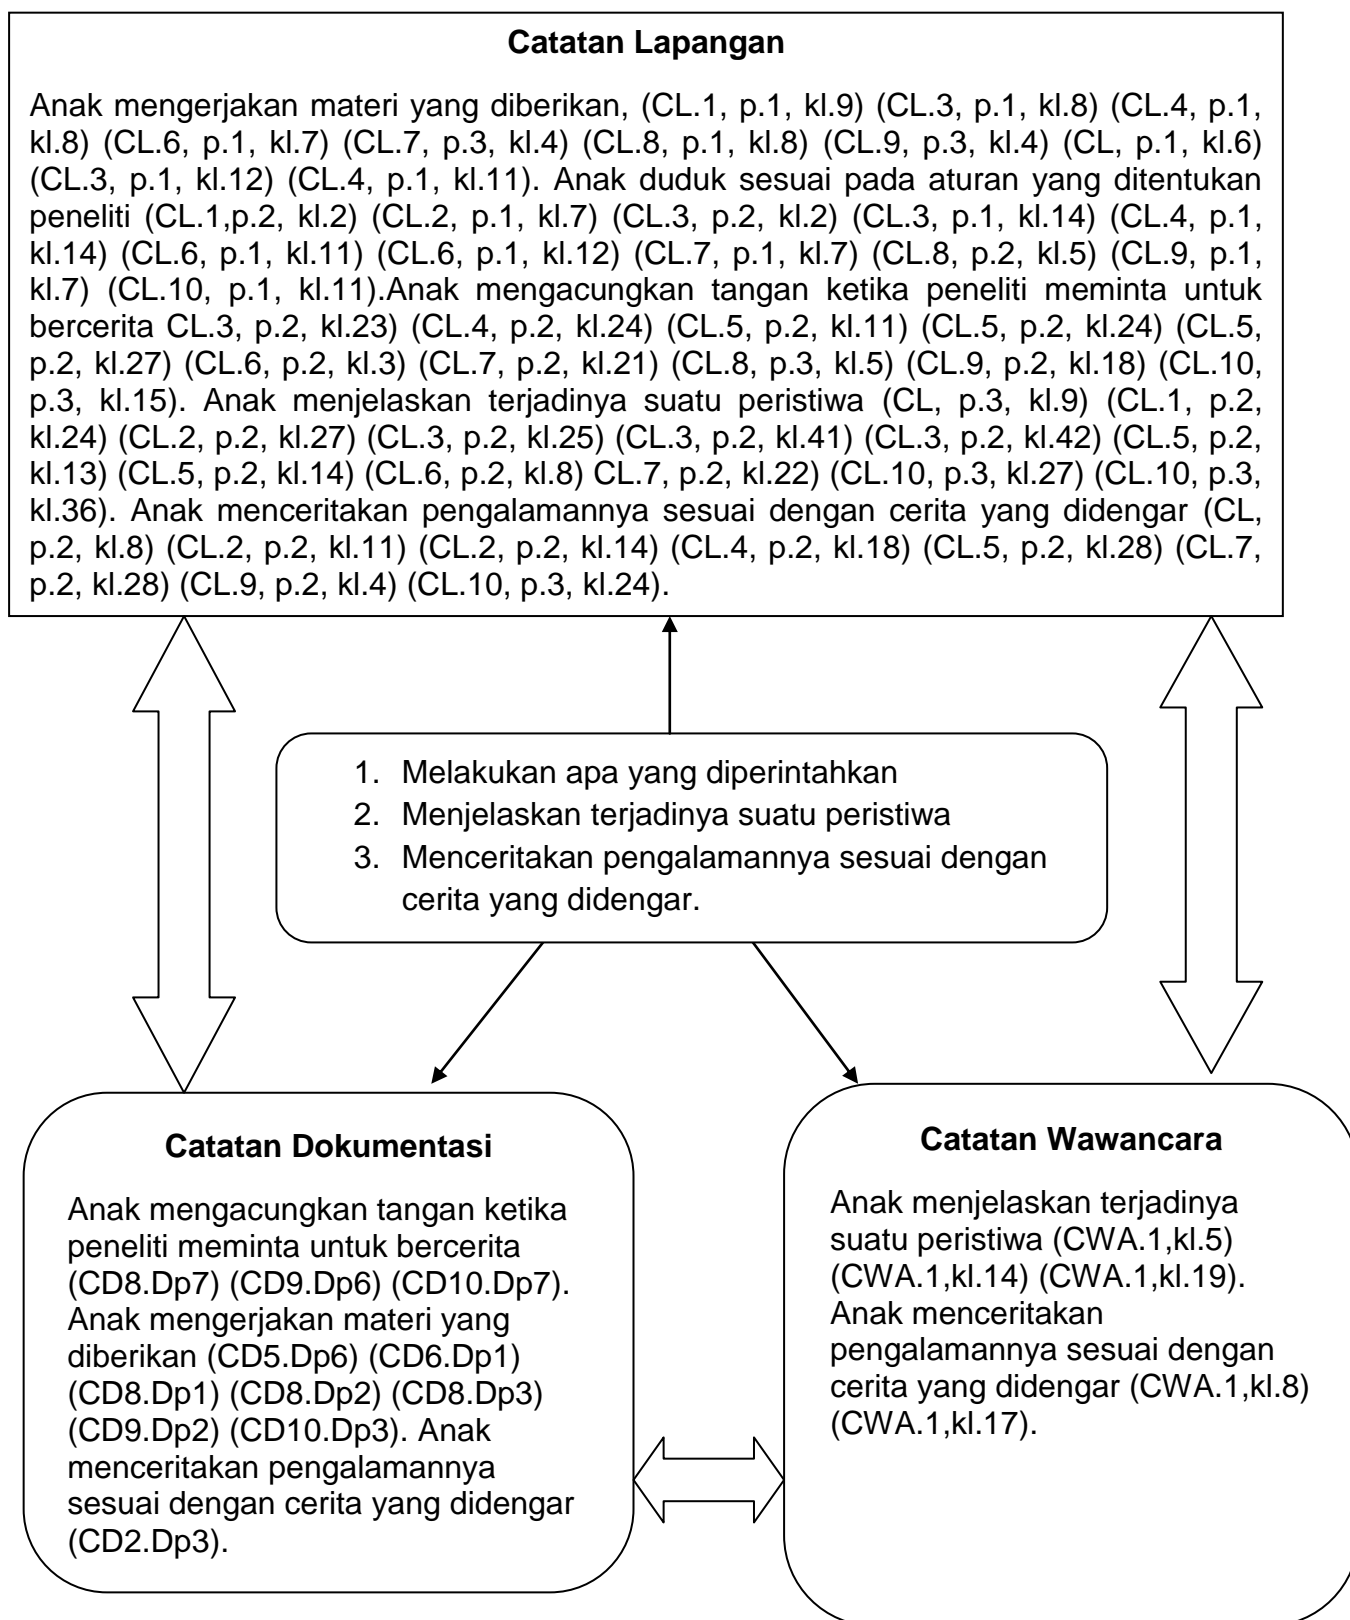 Catatan Lapangan
Anak mengerjakan materi yang diberikan, (CL.1, p.1, kl.9) (CL.3, p.1, kl.8) (CL.4, p.1,
kl.8) (CL.6, p.1, kl.7) (CL.7, p.3, kl.4) (CL.8, p.1, kl.8) (CL.9, p.3, kl.4) (CL, p.1, kl.6)
(CL.3, p.1, kl.12) (CL.4, p.1, kl.11). Anak duduk sesuai pada aturan yang ditentukan
peneliti (CL.1,p.2, kl.2) (CL.2, p.1, kl.7) (CL.3, p.2, kl.2) (CL.3, p.1, kl.14) (CL.4, p.1,
kl.14) (CL.6, p.1, kl.11) (CL.6, p.1, kl.12) (CL.7, p.1, kl.7) (CL.8, p.2, kl.5) (CL.9, p.1,
kl.7) (CL.10, p.1, kl.11).Anak mengacungkan tangan ketika peneliti meminta untuk
bercerita CL.3, p.2, kl.23) (CL.4, p.2, kl.24) (CL.5, p.2, kl.11) (CL.5, p.2, kl.24) (CL.5,
p.2, kl.27) (CL.6, p.2, kl.3) (CL.7, p.2, kl.21) (CL.8, p.3, kl.5) (CL.9, p.2, kl.18) (CL.10,
p.3, kl.15). Anak menjelaskan terjadinya suatu peristiwa (CL, p.3, kl.9) (CL.1, p.2,
kl.24) (CL.2, p.2, kl.27) (CL.3, p.2, kl.25) (CL.3, p.2, kl.41) (CL.3, p.2, kl.42) (CL.5, p.2,
kl.13) (CL.5, p.2, kl.14) (CL.6, p.2, kl.8) CL.7, p.2, kl.22) (CL.10, p.3, kl.27) (CL.10, p.3,
kl.36). Anak menceritakan pengalamannya sesuai dengan cerita yang didengar (CL,
p.2, kl.8) (CL.2, p.2, kl.11) (CL.2, p.2, kl.14) (CL.4, p.2, kl.18) (CL.5, p.2, kl.28) (CL.7,
p.2, kl.28) (CL.9, p.2, kl.4) (CL.10, p.3, kl.24).
1. Melakukan apa yang diperintahkan
2. Menjelaskan terjadinya suatu peristiwa
3. Menceritakan pengalamannya sesuai dengan
cerita yang didengar.
Catatan Dokumentasi
Anak mengacungkan tangan ketika
peneliti meminta untuk bercerita
(CD8.Dp7) (CD9.Dp6) (CD10.Dp7).
Anak mengerjakan materi yang
diberikan (CD5.Dp6) (CD6.Dp1)
(CD8.Dp1) (CD8.Dp2) (CD8.Dp3)
(CD9.Dp2) (CD10.Dp3). Anak
menceritakan pengalamannya
sesuai dengan cerita yang didengar
(CD2.Dp3).
Catatan Wawancara
Anak menjelaskan terjadinya
suatu peristiwa (CWA.1,kl.5)
(CWA.1,kl.14) (CWA.1,kl.19).
Anak menceritakan
pengalamannya sesuai dengan
cerita yang didengar (CWA.1,kl.8)
(CWA.1,kl.17).